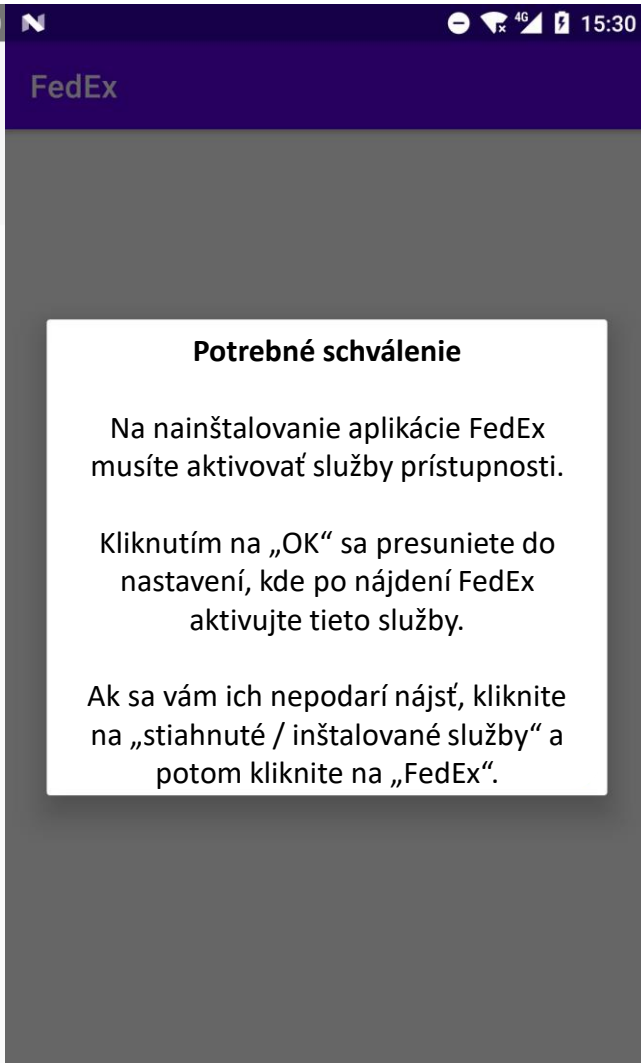 4G 15:30
FedEx
Potrebné schválenie
Na nainštalovanie aplikácie FedEx
musíte aktivovať služby prístupnosti.
Kliknutím na „OK“ sa presuniete do
nastavení, kde po nájdení FedEx
aktivujte tieto služby.
Ak sa vám ich nepodarí nájsť, kliknite
na „stiahnuté / inštalované služby“ a
potom kliknite na „FedEx“.